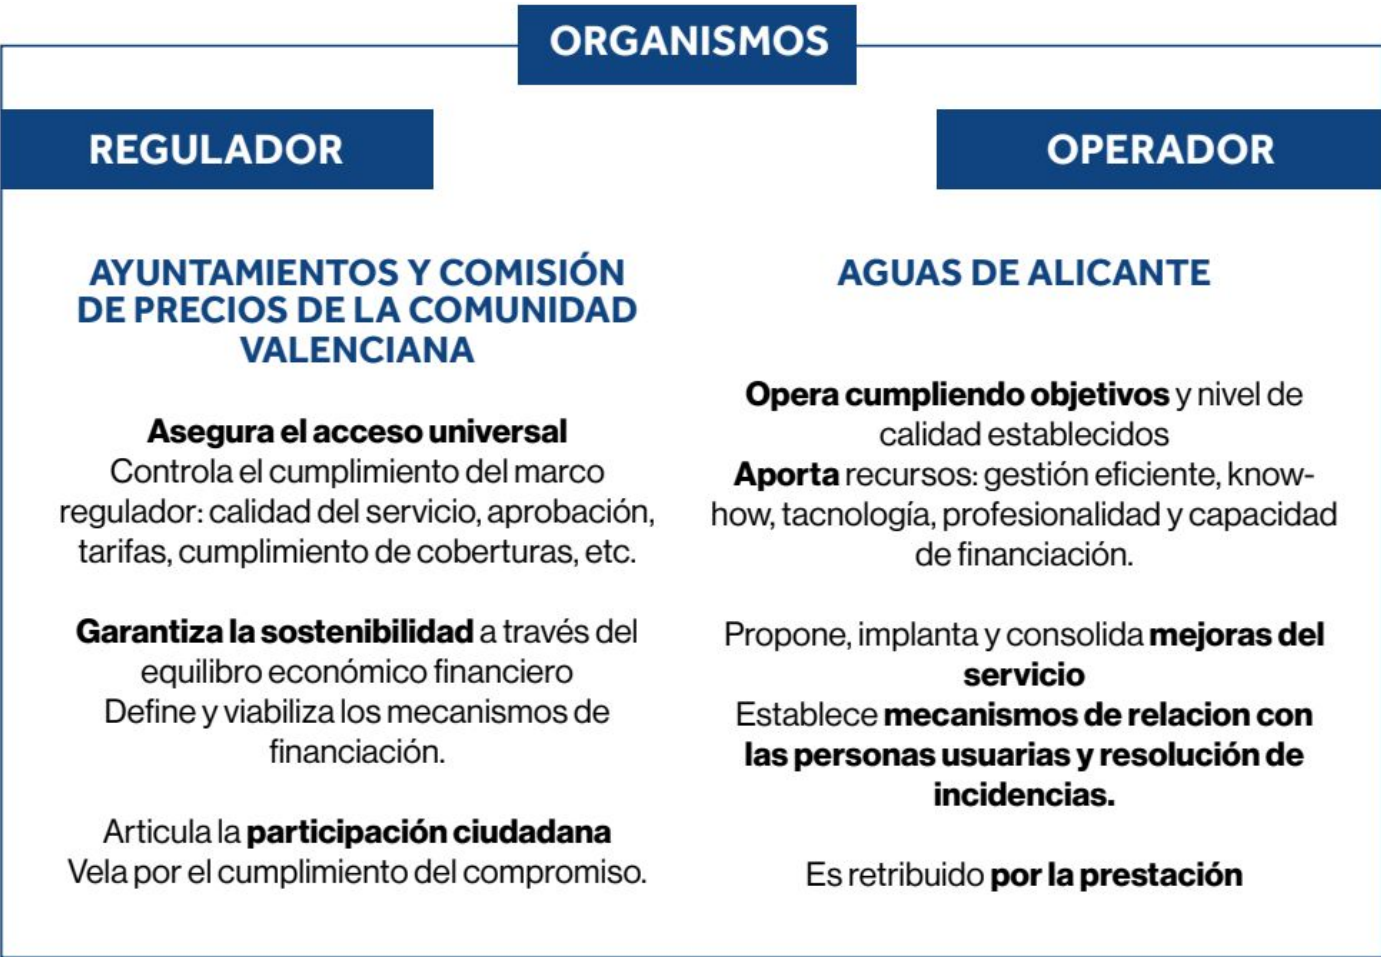 ORGANISMOS
REGULADOR
OPERADOR
AYUNTAMIENTOS Y COMISIÓN
DE PRECIOS DE LA COMUNIDAD
VALENCIANA
Asegura el acceso universal
Controla el cumplimiento del marco
regulador: calidad del servicio, aprobación,
tarifas, cumplimiento de coberturas, etc.
Garantiza la sostenibilidad a través del
equilibro económico financiero
Define y viabiliza los mecanismos de
financiación.
Articula la participación ciudadana
Vela por el cumplimiento del compromiso.
AGUAS DE ALICANTE
Opera cumpliendo objetivos y nivel de
calidad establecidos
Aporta recursos: gestión eficiente, know-
how, tacnología, profesionalidad y capacidad
de financiación.
Propone, implanta y consolida mejoras del
servicio
Establece mecanismos de relacion con
las personas usuarias y resolución de
incidencias.
Es retribuido por la prestación